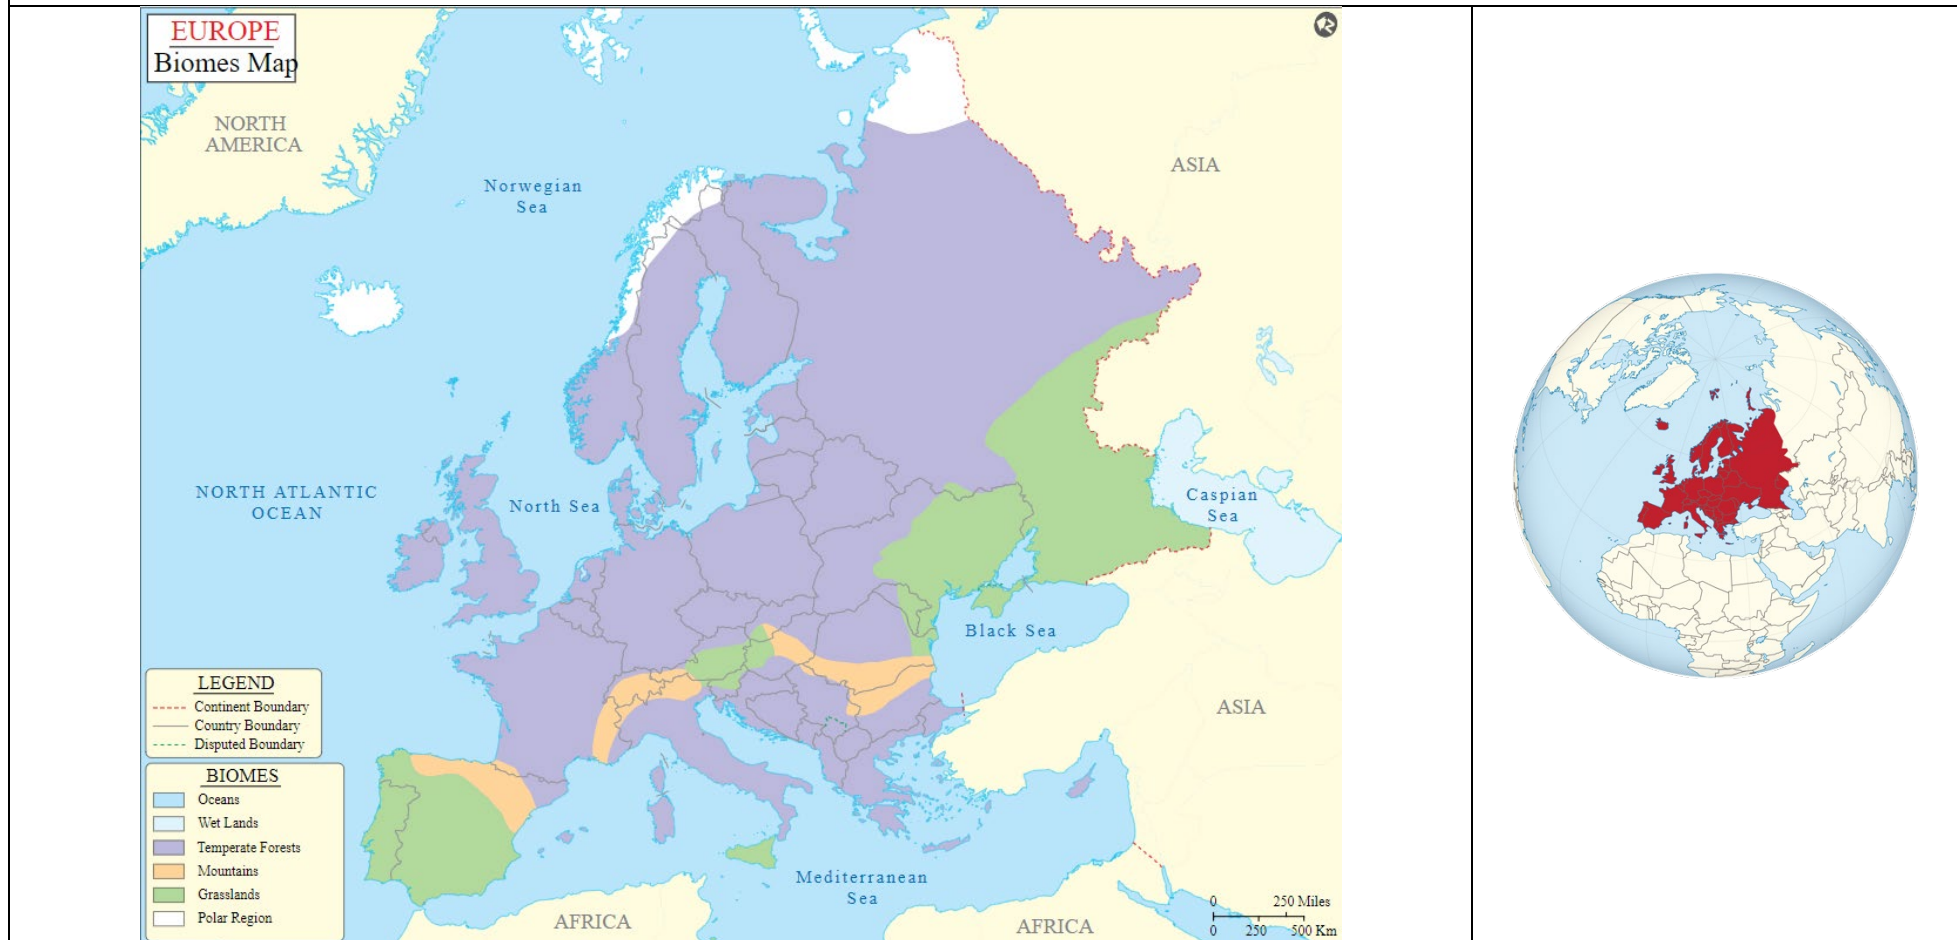 EUROPE
Biomes Map
NORTH
AMERICA
ASIA
Norwegian
Sea
NORTH ATLANTIC
OCEAN
North Sea
Caspian
Sea
Black Sea
ASIA
LEGEND
Continent Boundary
Country Boundary
Disputed Boundary
BIOMES
Oceans
Wet Lands
Temperate Forests
Mountains
Grasslands
Polar Region
Mediterranean
Sea
AFRICA
AFRICA
0 250 Miles
0 250 500 Km